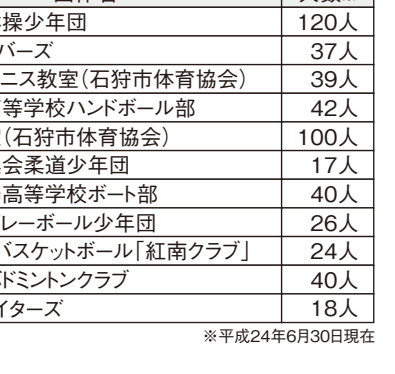 操少年団 120人
バーズ 37人
ニス教室（石狩市体育協会） 39人
等学校ハンドボール部 42人
（石狩市体育協会） 100人
会柔道少年団 17人
高等学校ボート部 40人
レーボール少年団 26人
バスケットボール「紅南クラブ」 24人
ドミントンクラブ 40人
イターズ 18人
※平成24年6月30日現在